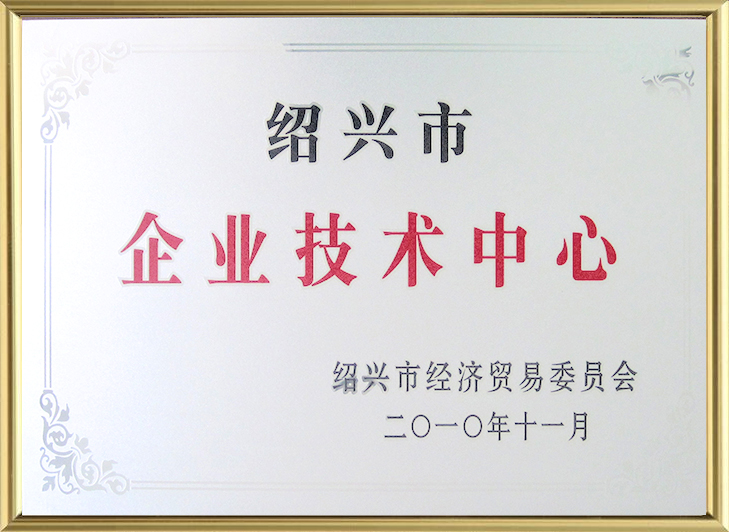 绍兴市
企业技术中心
绍兴市经济贸易委员会
二〇一〇年十一月